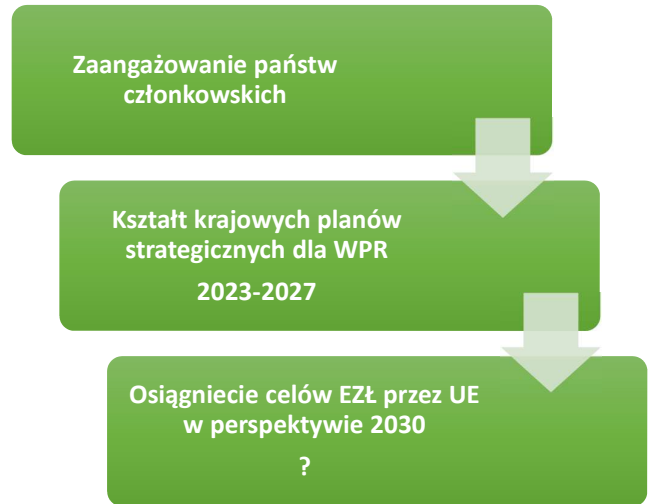 Zaangażowanie państw
członkowskich
Kształt krajowych planów
strategicznych dla WPR
2023-2027
Osiągniecie celów EZŁ przez UE
w perspektywie 2030
?